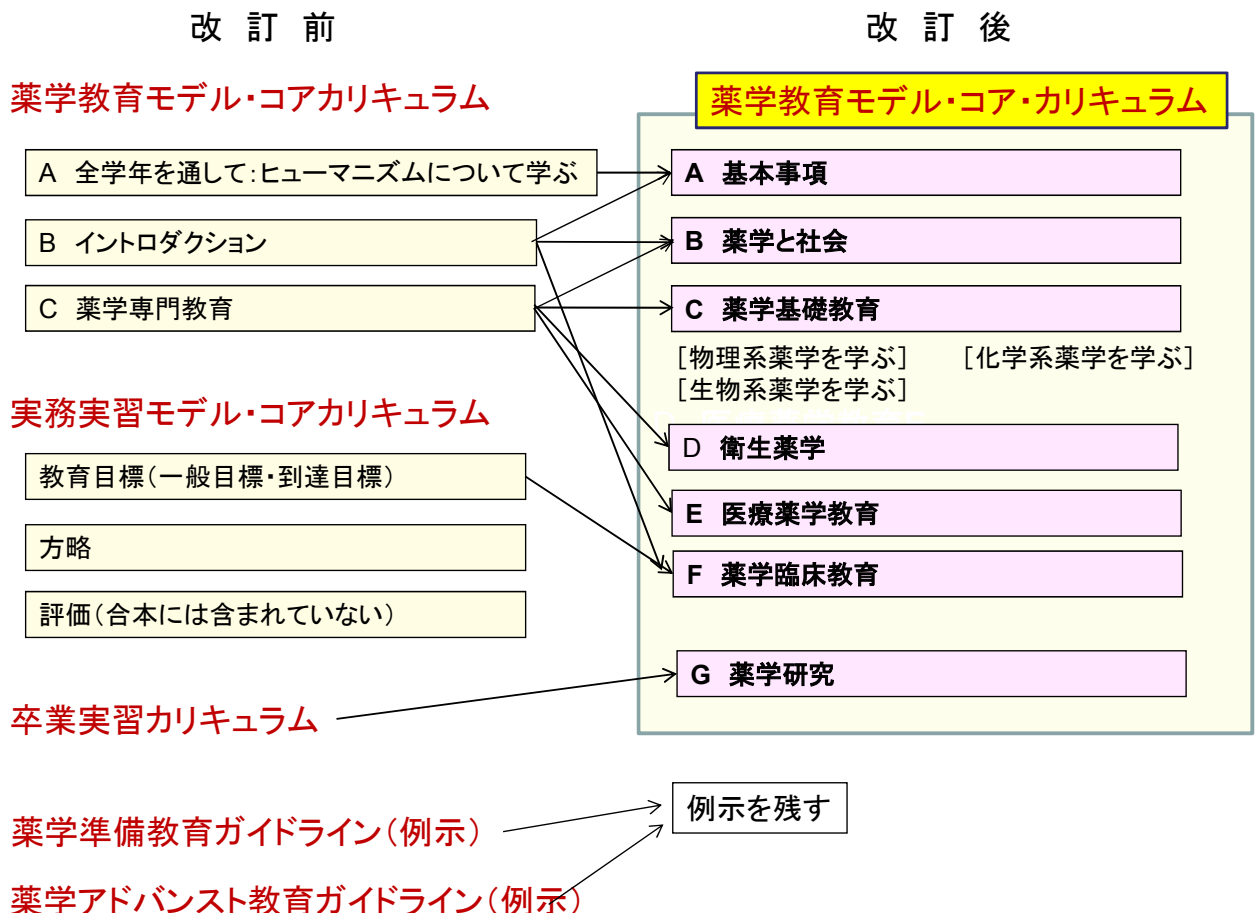 改 訂 前
改 訂 後
薬学教育モデル・コアカリキュラム
薬学教育モデル・コア・カリキュラム
A 全学年を通して：ヒューマニズムについて学ぶ
A 基本事項
B イントロダクション
B 薬学と社会
C 薬学専門教育
C 薬学基礎教育
［物理系薬学を学ぶ］ ［化学系薬学を学ぶ］
［生物系薬学を学ぶ］
実務実習モデル・コアカリキュラム
D 衛生薬学
教育目標（一般目標・到達目標）
E 医療薬学教育
方略
F 薬学臨床教育
評価（合本には含まれていない）
G 薬学研究
卒業実習カリキュラム
例示を残す
薬学準備教育ガイドライン（例示）
薬学アドバンスト教育ガイドライン（例示）